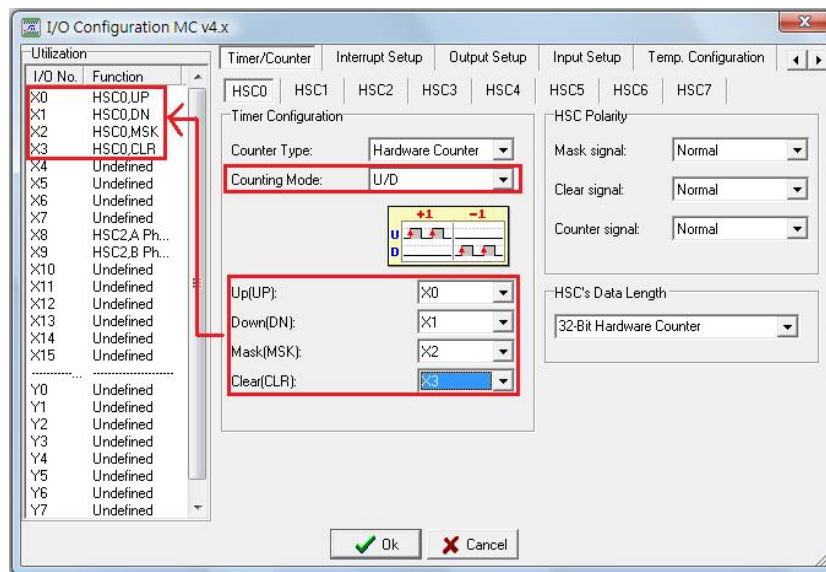 I/O Configuration MC v4.x
Utilization
I/O No. Function
X0 HSC0,UP
X1 HSC0,DN
X2 HSC0,MSK
X3 HSC0,CLR
X4 Undefined
X5 Undefined
X6 Undefined
X7 Undefined
X8 HSC2,A Ph...
X9 HSC2,B Ph...
X10 Undefined
X11 Undefined
X12 Undefined
X13 Undefined
X14 Undefined
X15 Undefined
------------... --------------------
Y0 Undefined
Y1 Undefined
Y2 Undefined
Y3 Undefined
Y4 Undefined
Y5 Undefined
Y6 Undefined
Y7 Undefined
Timer/Counter Interrupt Setup Output Setup Input Setup Temp. Configuration
HSC0 HSC1 HSC2 HSC3 HSC4 HSC5 HSC6 HSC7
Timer Configuration
Counter Type: Hardware Counter
Counting Mode: U/D
+1 -1
U
D
Up(UP): X0
Down(DN): X1
Mask(MSK): X2
Clear(CLR): X3
HSC Polarity
Mask signal: Normal
Clear signal: Normal
Counter signal: Normal
HSC's Data Length
32-Bit Hardware Counter
Ok Cancel